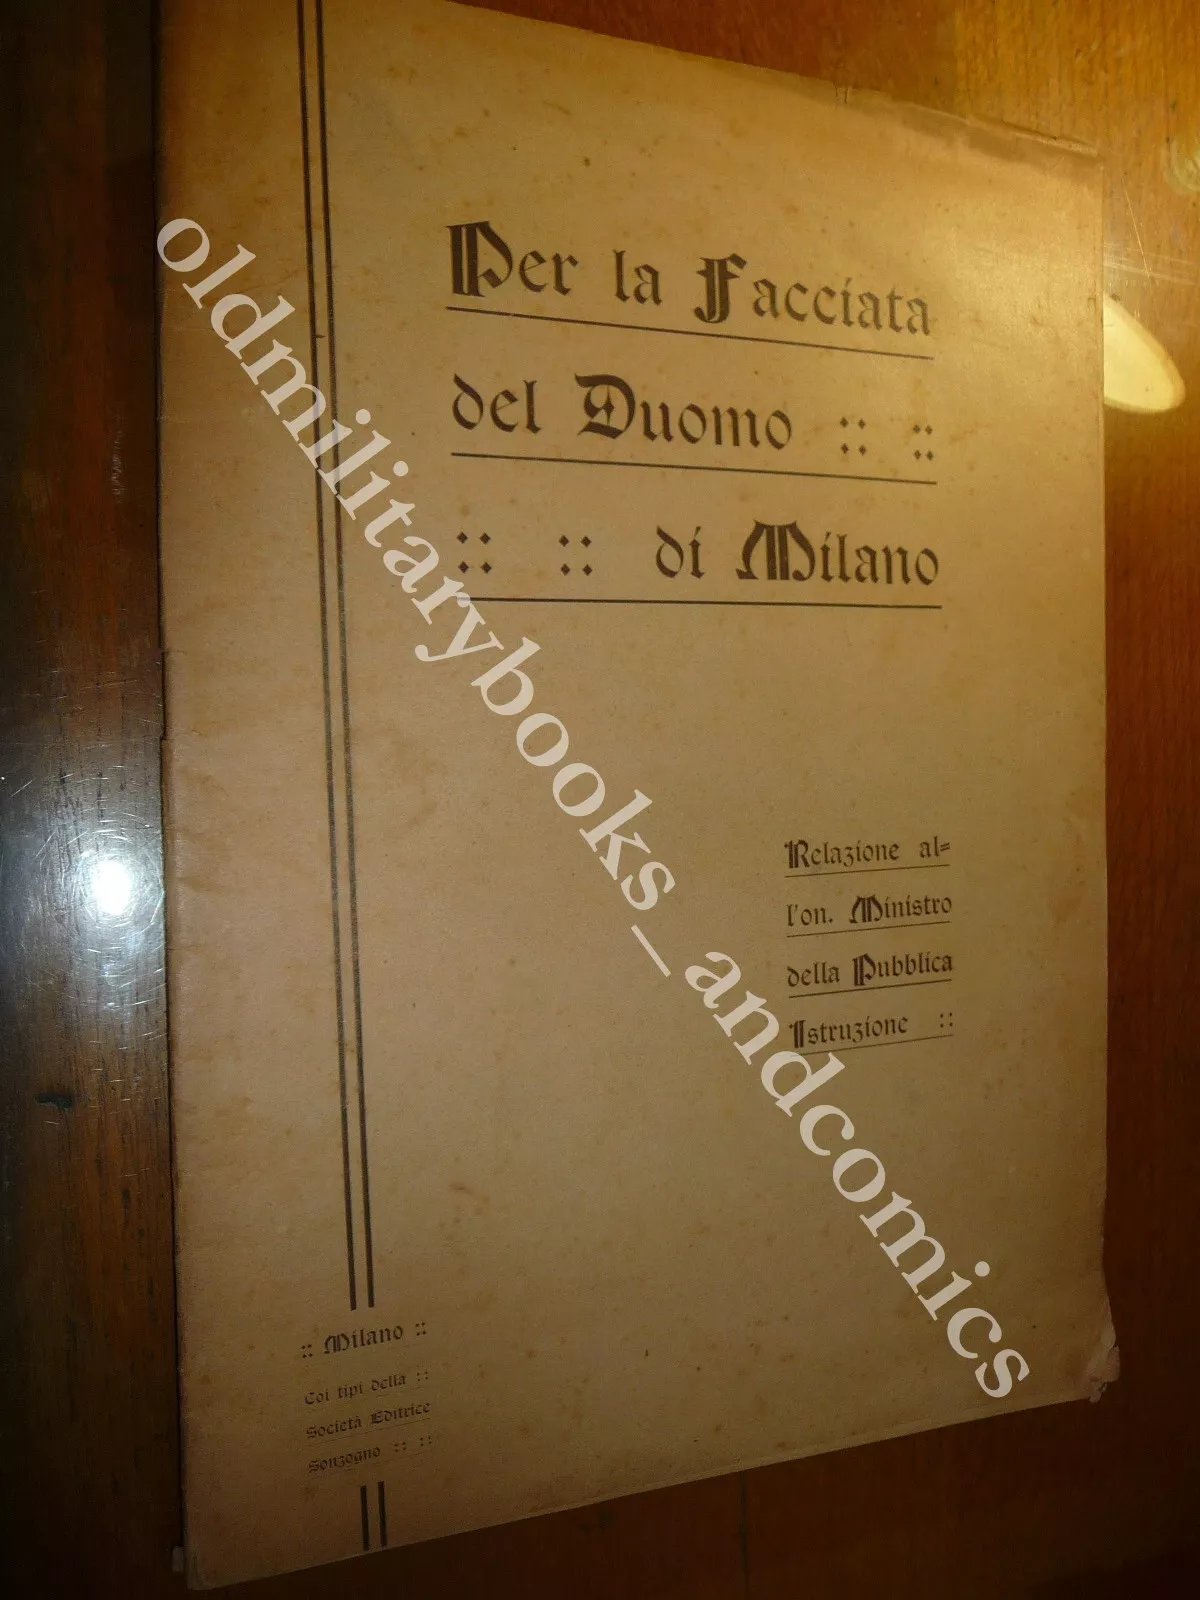 Per la Facciata
del Duomo :: ::
:: :: di Milano
Relazione al=
l'on. Ministro
della Pubblica
Istruzione ::
:: Milano ::
Coi tipi della ::
Società Editrice
Sonzogno :: ::
oldmilitarybooks_andcomics